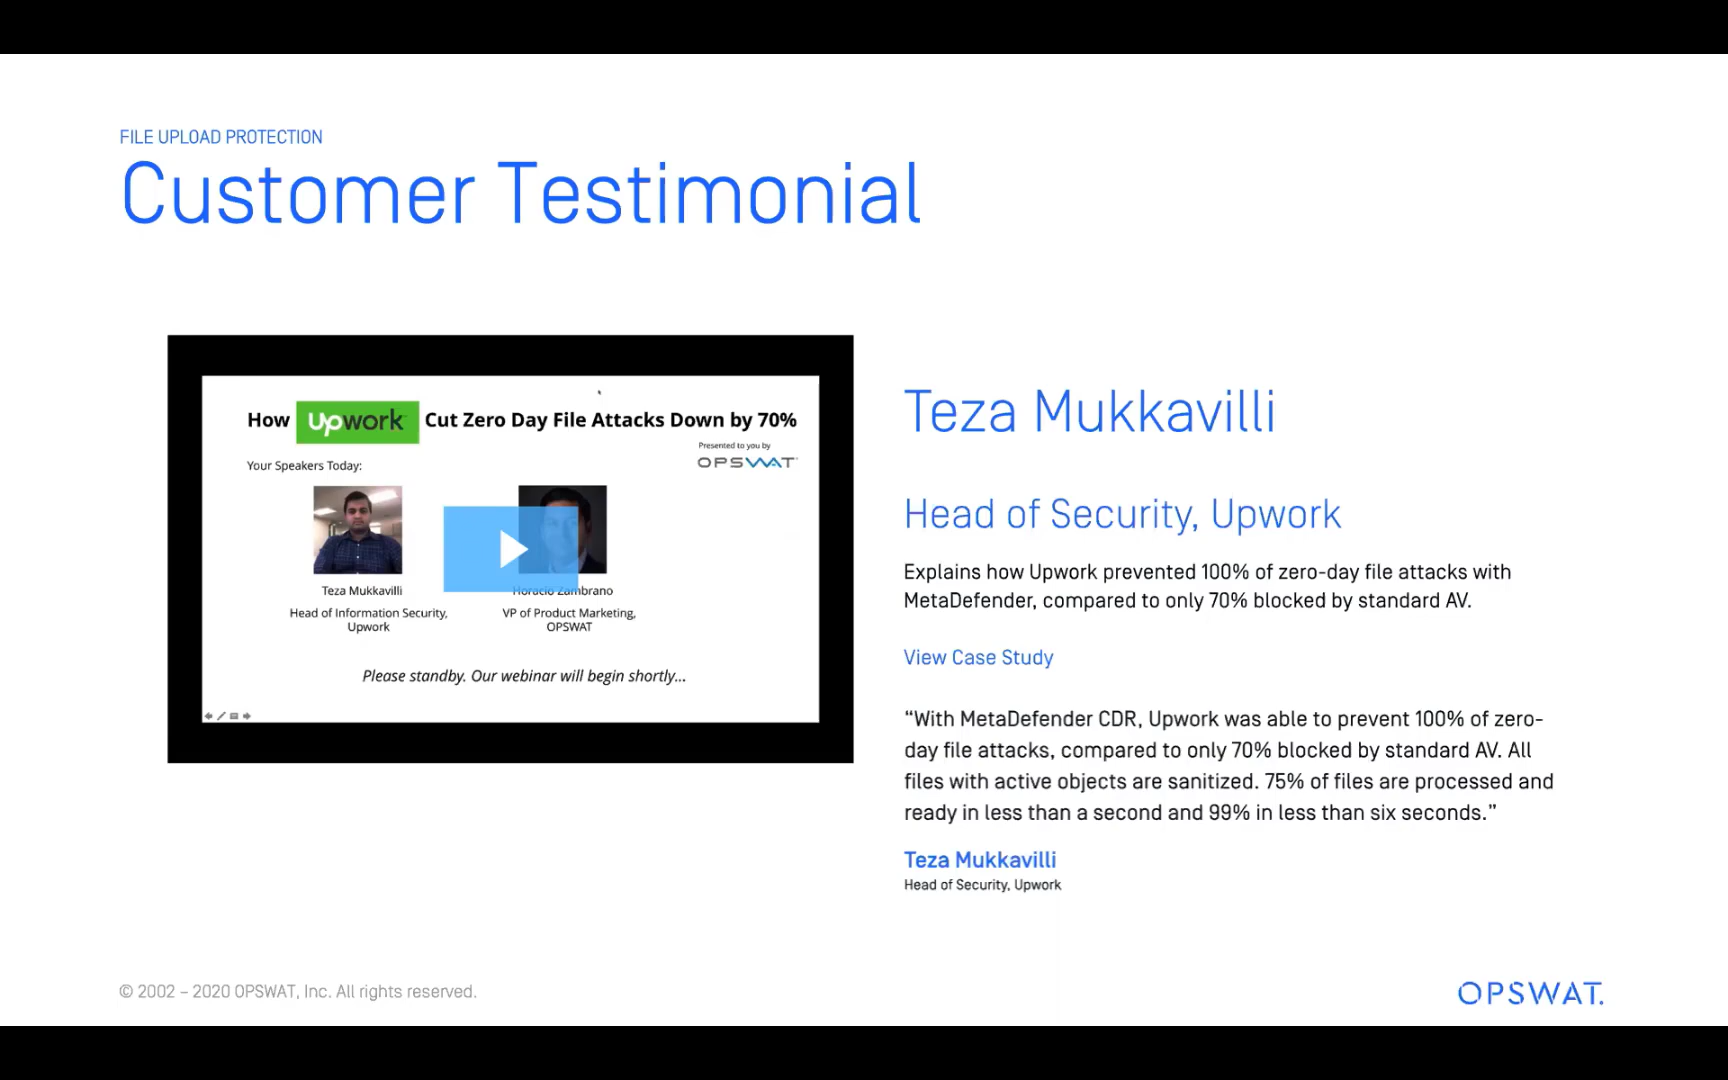 FILE UPLOAD PROTECTION
Customer Testimonial
How Upwork Cut Zero Day File Attacks Down by 70%
Presented to you by
OPSWAT
Your Speakers Today:
Teza Mukkavilli
Head of Information Security,
Upwork
Horacio Zambrano
VP of Product Marketing,
OPSWAT
Please standby. Our webinar will begin shortly...
Teza Mukkavilli
Head of Security, Upwork
Explains how Upwork prevented 100% of zero-day file attacks with
MetaDefender, compared to only 70% blocked by standard AV.
View Case Study
“With MetaDefender CDR, Upwork was able to prevent 100% of zero-
day file attacks, compared to only 70% blocked by standard AV. All
files with active objects are sanitized. 75% of files are processed and
ready in less than a second and 99% in less than six seconds.”
Teza Mukkavilli
Head of Security, Upwork
© 2002 – 2020 OPSWAT, Inc. All rights reserved.
OPSWAT.